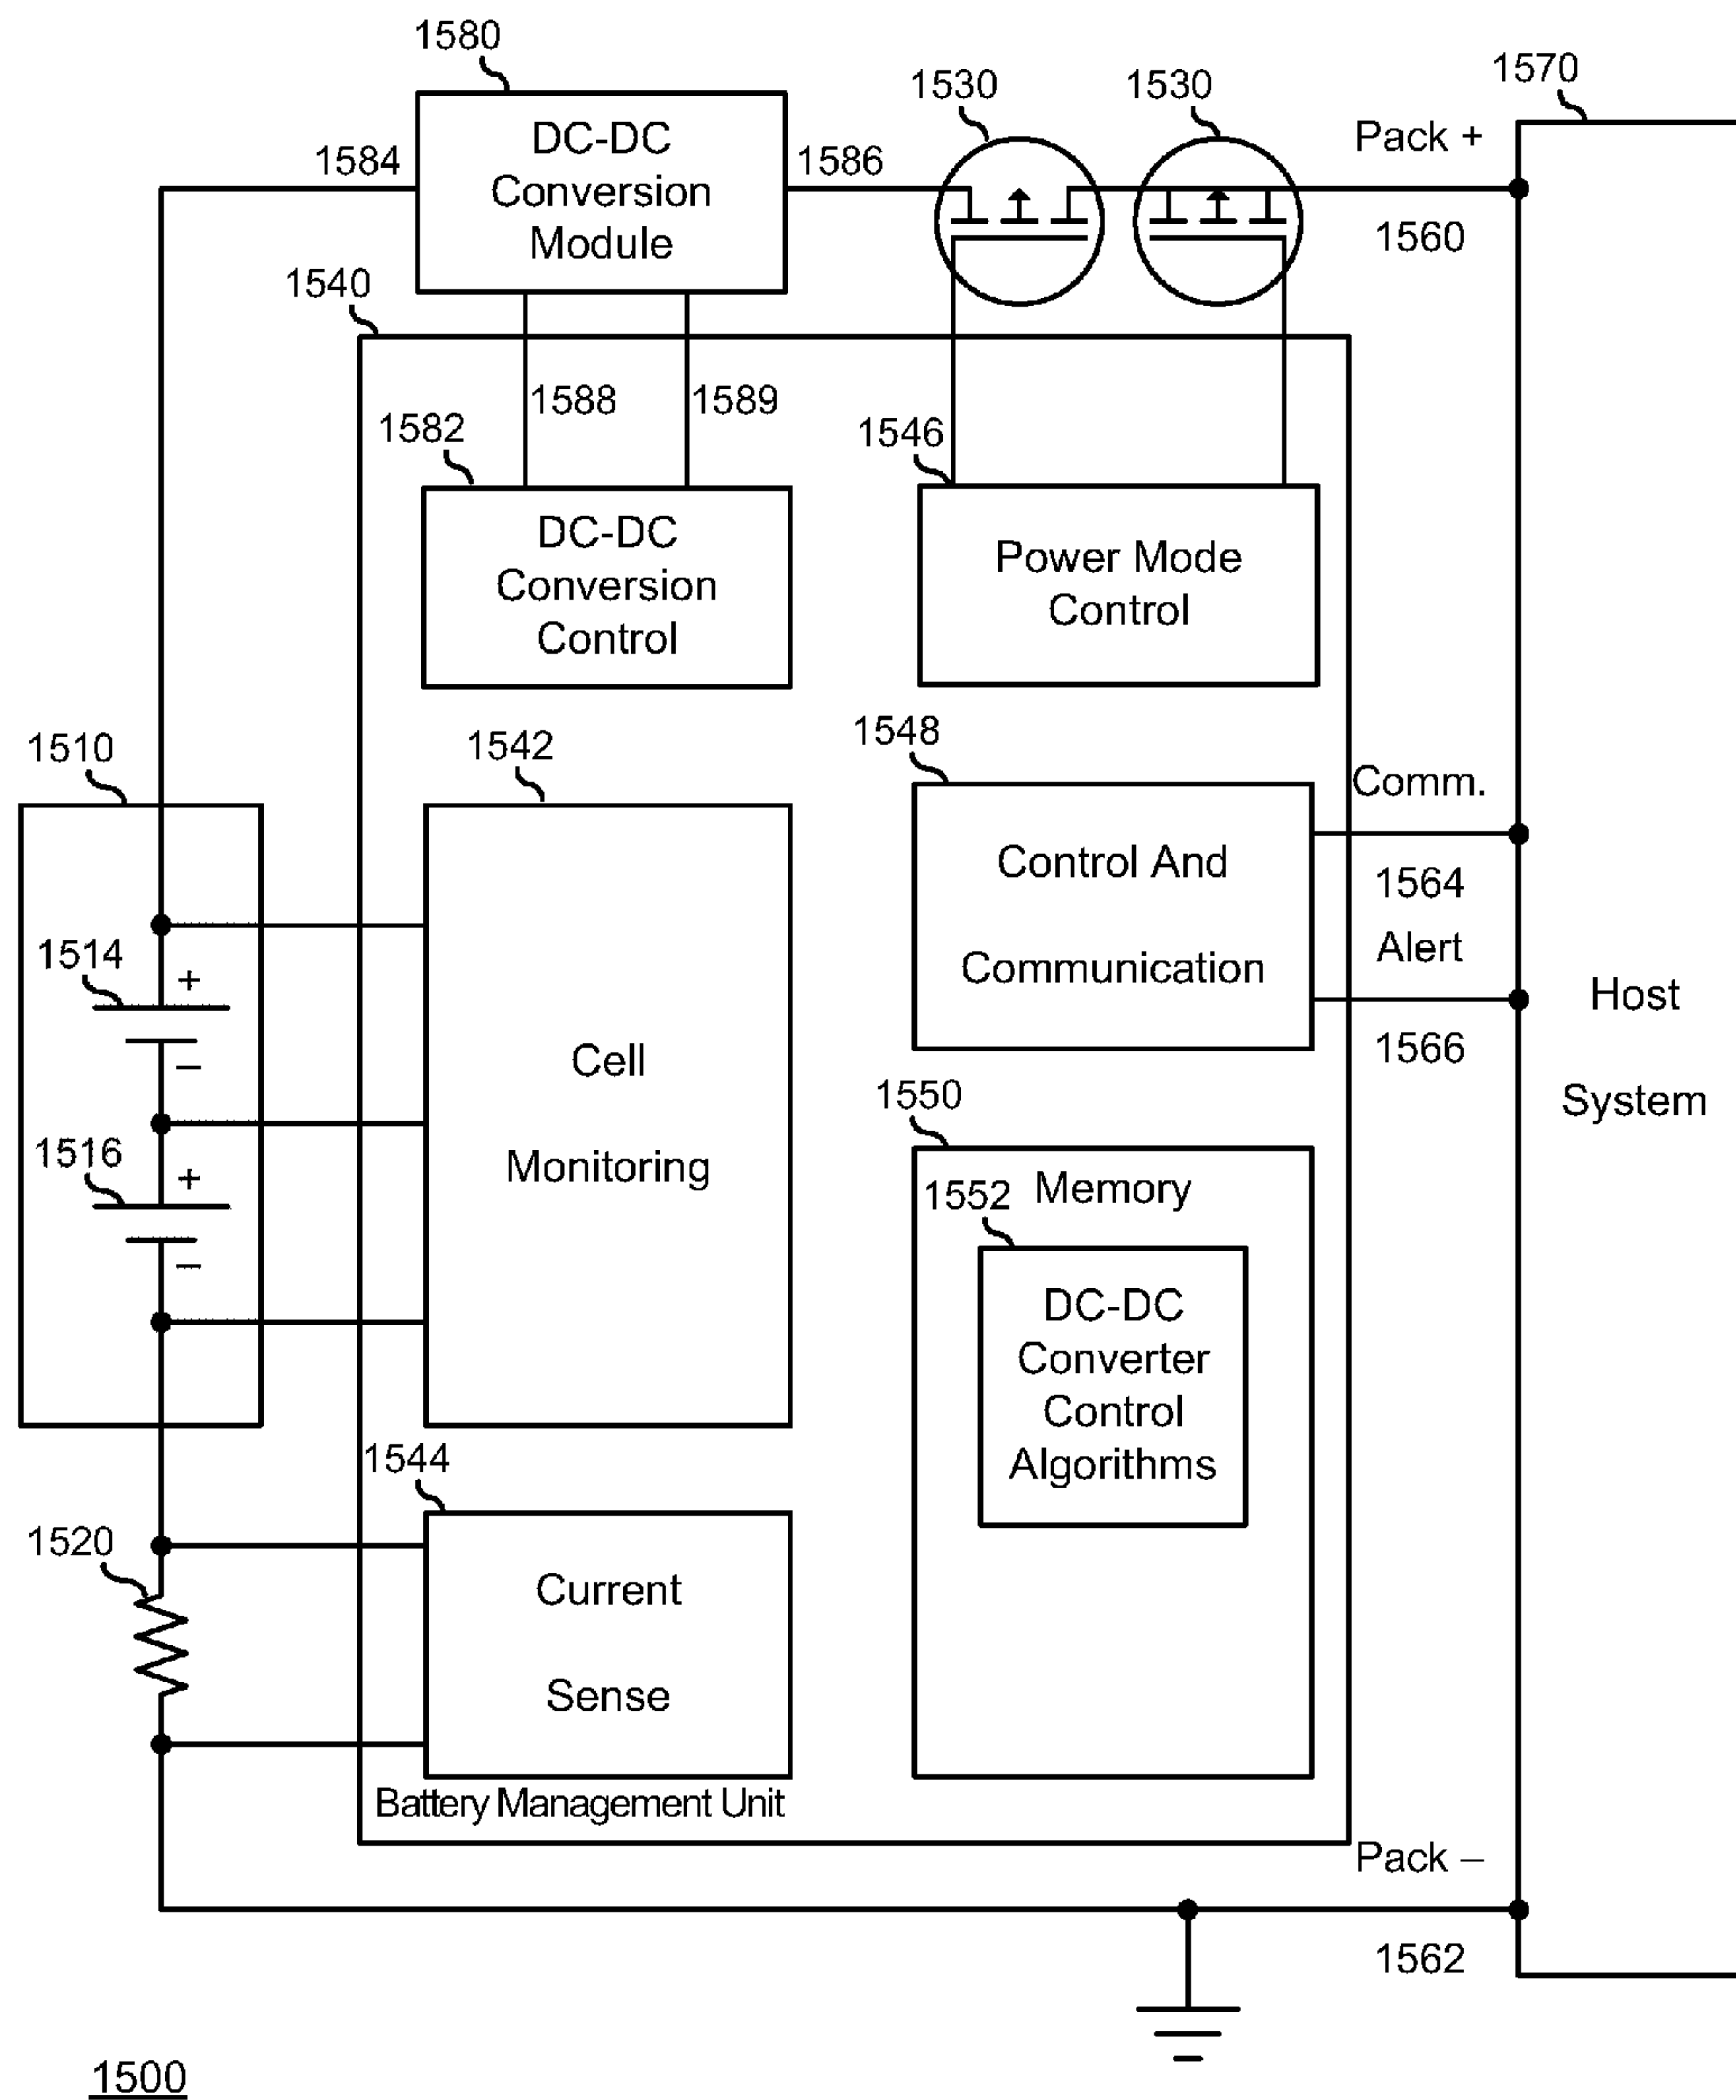 1580
DC-DC
Conversion
Module
1584
1586
1530
1530
Pack +
1560
1570
1540
1588
1589
1582
DC-DC
Conversion
Control
1546
Power Mode
Control
1510
1542
Cell
Monitoring
1514
+
–
1516
+
–
1548
Control And
Communication
Comm.
1564
Alert
1566
Host
System
1550
Memory
1552
DC-DC
Converter
Control
Algorithms
1544
Current
Sense
1520
Battery Management Unit
Pack –
1562
1500